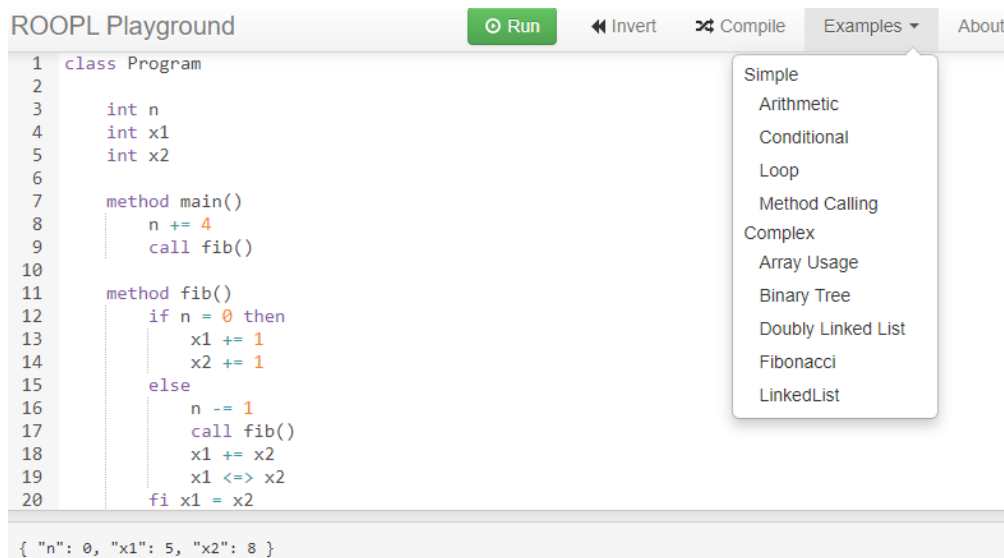 ROOPL Playground Run Invert Compile Examples About
1 class Program
2
3 int n
4 int x1
5 int x2
6
7 method main()
8 n += 4
9 call fib()
10
11 method fib()
12 if n = 0 then
13 x1 += 1
14 x2 += 1
15 else
16 n -= 1
17 call fib()
18 x1 += x2
19 x1 <=> x2
20 fi x1 = x2
Simple
Arithmetic
Conditional
Loop
Method Calling
Complex
Array Usage
Binary Tree
Doubly Linked List
Fibonacci
LinkedList
{ "n": 0, "x1": 5, "x2": 8 }